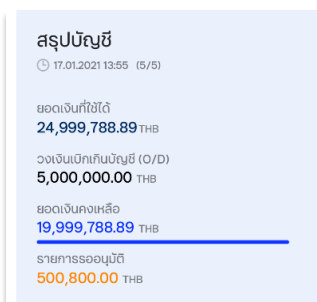 สรุปบัญชี
17.01.2021 13:55 (5/5)
ยอดเงินที่ใช้ได้
24,999,788.89 THB
วงเงินเบิกเกินบัญชี (O/D)
5,000,000.00 THB
ยอดเงินคงเหลือ
19,999,788.89 THB
รายการรออนุมัติ
500,800.00 THB